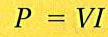 P = VI